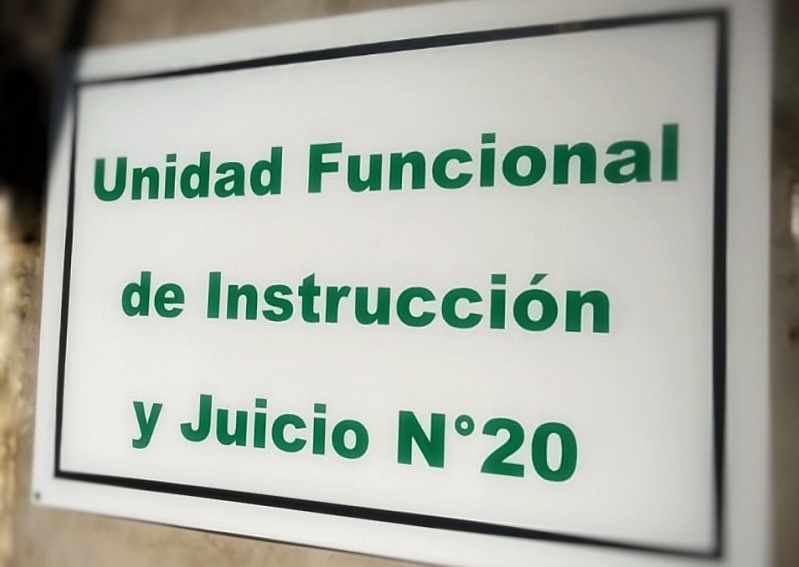 Unidad Funcional
de Instrucción
y Juicio N°20